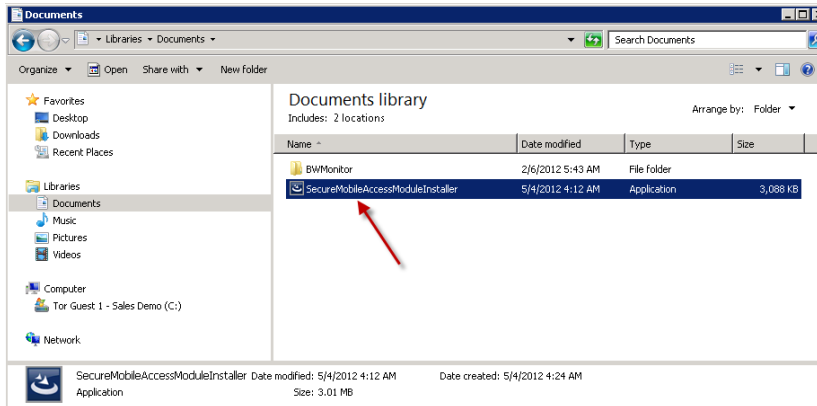 Documents
Libraries Documents
Search Documents
Organize Open Share with New folder
Favorites
Desktop
Downloads
Recent Places
Libraries
Documents
Music
Pictures
Videos
Computer
Tor Guest 1 - Sales Demo (C:)
Network
Documents library
Includes: 2 locations
Arrange by: Folder
Name Date modified Type Size
BWMonitor 2/6/2012 5:43 AM File folder
SecureMobileAccessModuleInstaller 5/4/2012 4:12 AM Application 3,088 KB
SecureMobileAccessModuleInstaller Date modified: 5/4/2012 4:12 AM Date created: 5/4/2012 4:24 AM
Application Size: 3.01 MB